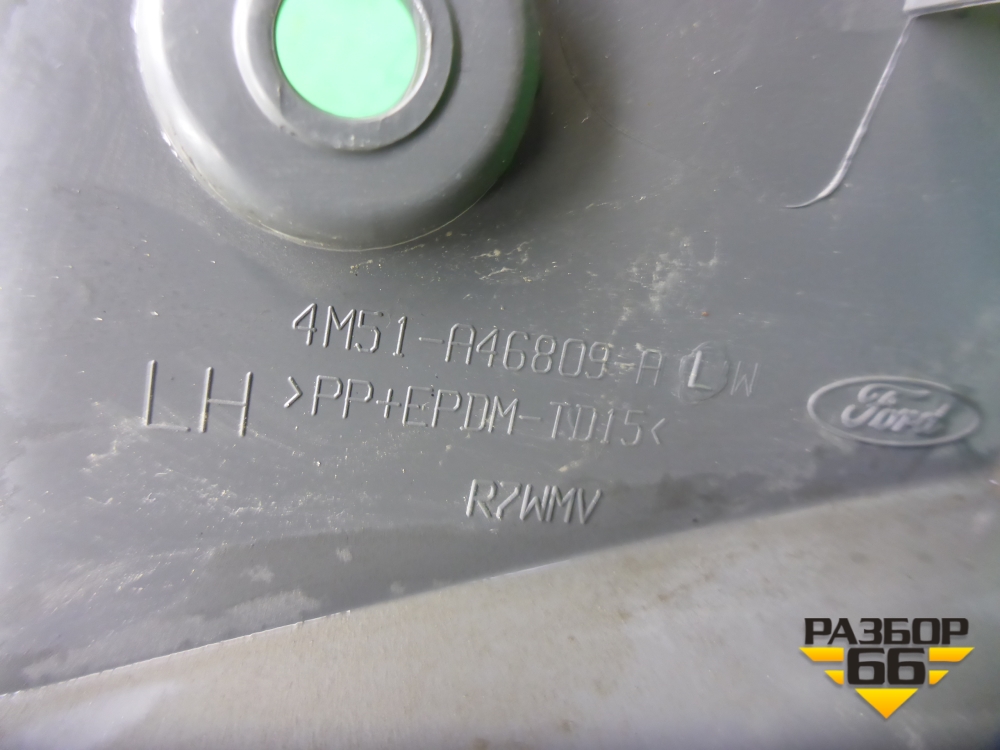 4M51-A46809-A L W
LH >PP+EPDM-TD15<
Ford
R7WMV
РАЗБОР
66